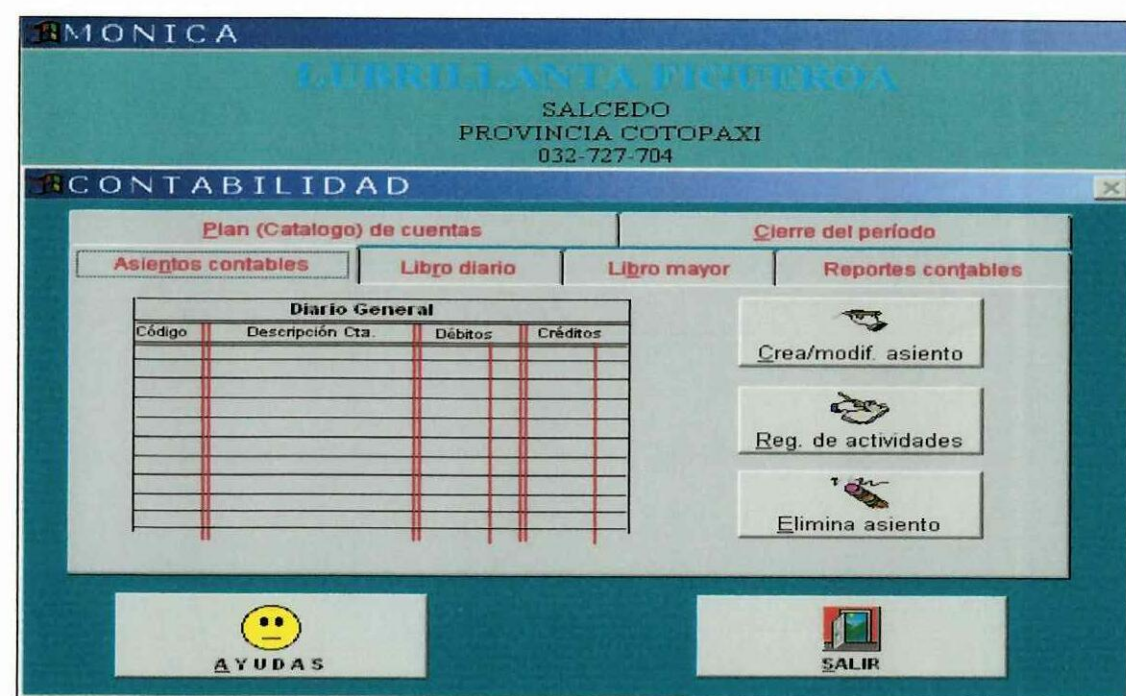 MONICA
LUBRILLANTA FIGUEROA
SALCEDO
PROVINCIA COTOPAXI
032-727-704
CONTABILIDAD
Plan (Catalogo) de cuentas
Cierre del período
Asientos contables
Libro diario
Libro mayor
Reportes contables
Diario General
Código Descripción Cta. Débitos Créditos
Crea/modif. asiento
Reg. de actividades
Elimina asiento
AYUDAS
SALIR